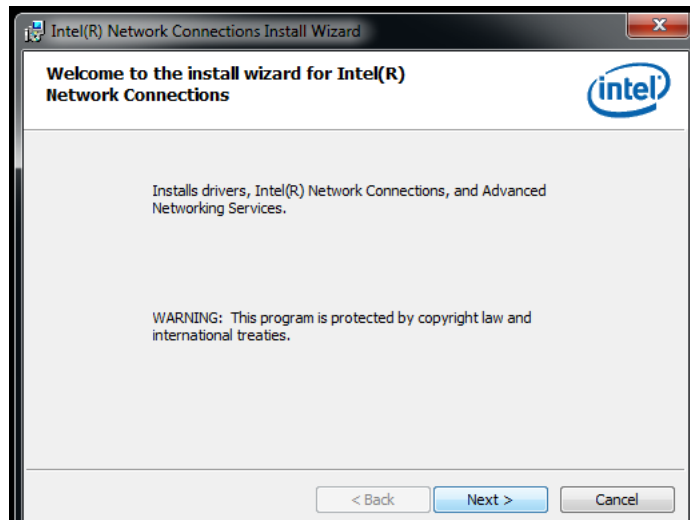 Intel(R) Network Connections Install Wizard
Welcome to the install wizard for Intel(R)
Network Connections
intel
Installs drivers, Intel(R) Network Connections, and Advanced
Networking Services.
WARNING:  This program is protected by copyright law and
international treaties.
< Back
Next >
Cancel